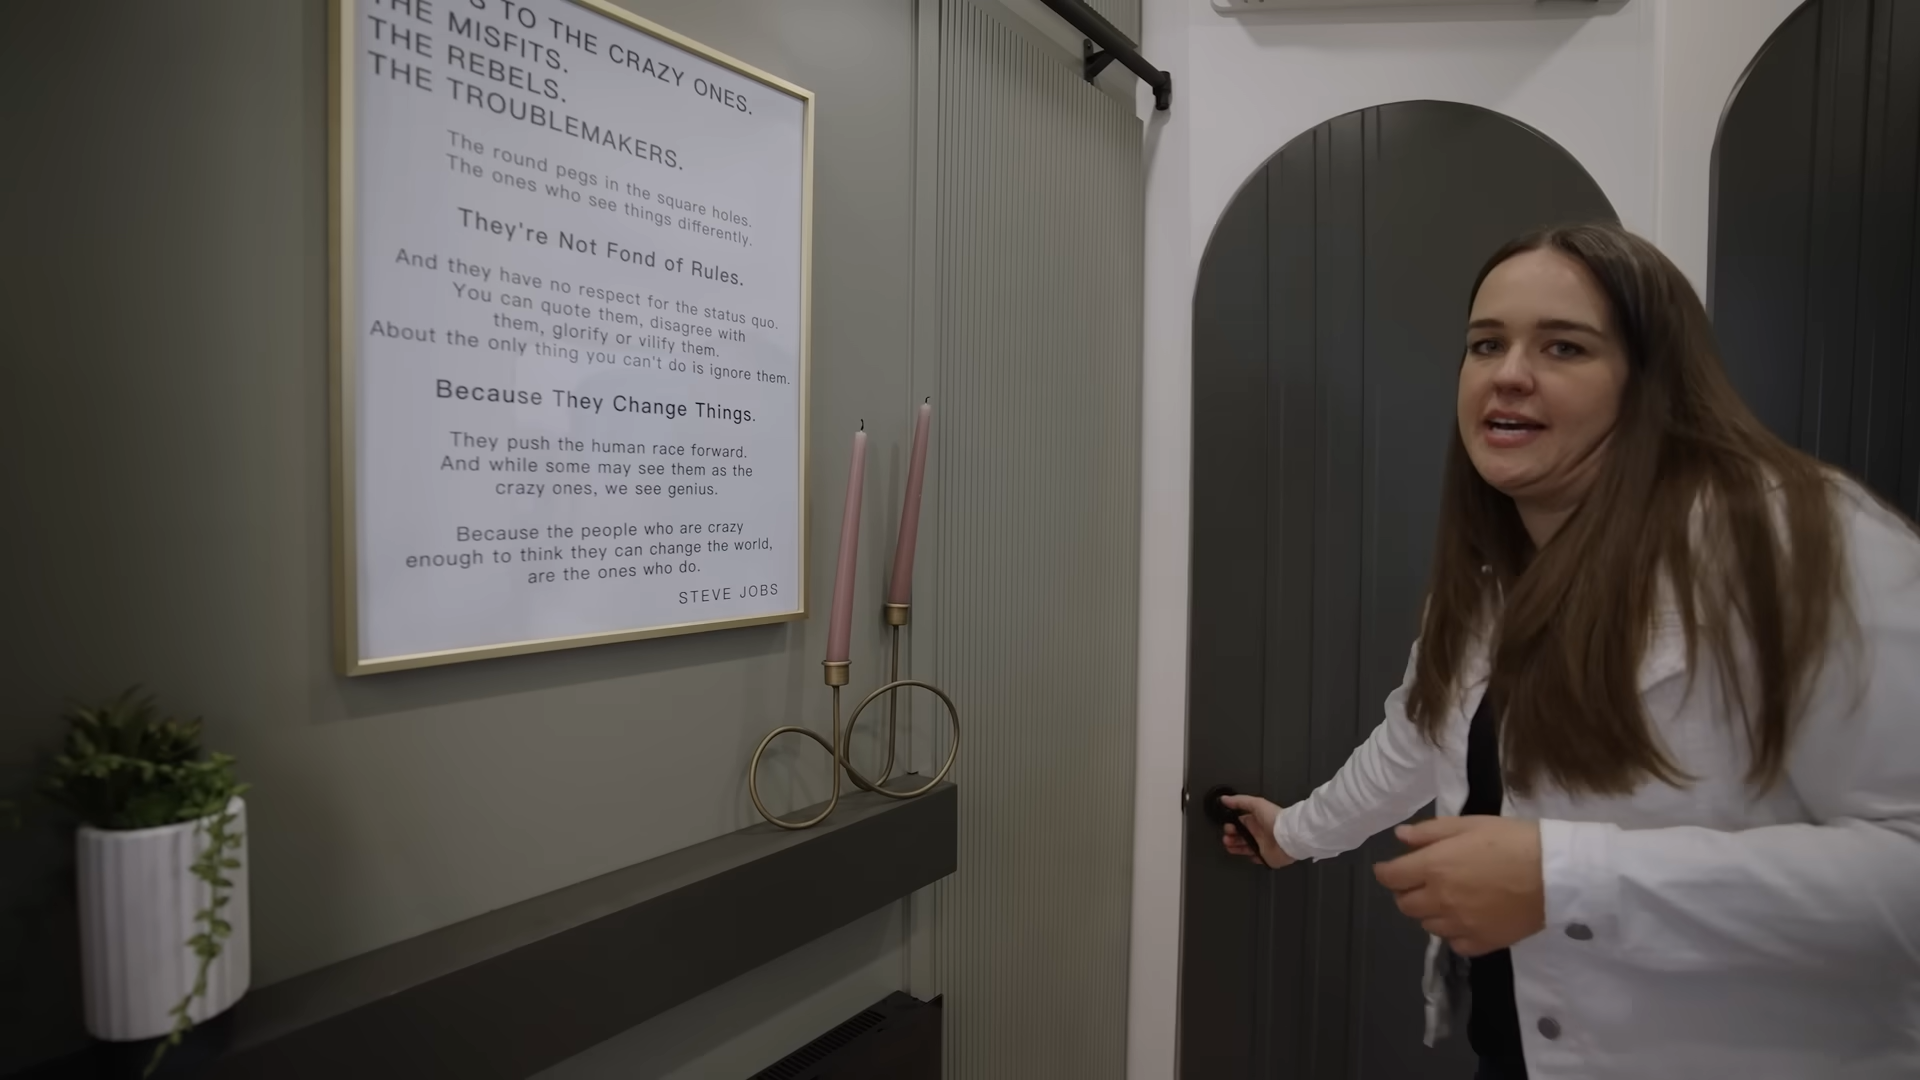 TO THE CRAZY ONES.
THE MISFITS.
THE REBELS.
THE TROUBLEMAKERS.
The round pegs in the square holes.
The ones who see things differently.
They're Not Fond of Rules.
And they have no respect for the status quo.
You can quote them, disagree with
them, glorify or vilify them.
About the only thing you can't do is ignore them.
Because They Change Things.
They push the human race forward.
And while some may see them as the
crazy ones, we see genius.
Because the people who are crazy
enough to think they can change the world,
are the ones who do.
STEVE JOBS